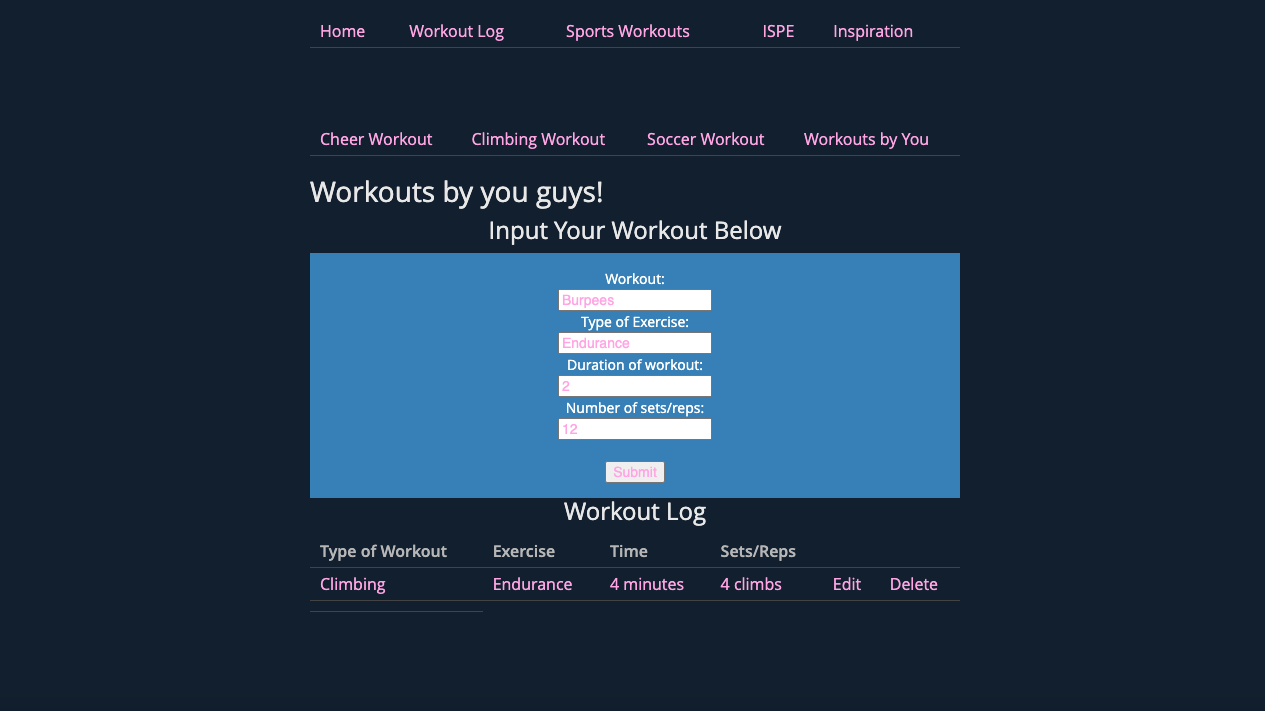 Home Workout Log Sports Workouts ISPE Inspiration
Cheer Workout Climbing Workout Soccer Workout Workouts by You
Workouts by you guys!
Input Your Workout Below
Workout:
Burpees
Type of Exercise:
Endurance
Duration of workout:
2
Number of sets/reps:
12
Submit
Workout Log
Type of Workout Exercise Time Sets/Reps
Climbing Endurance 4 minutes 4 climbs Edit Delete